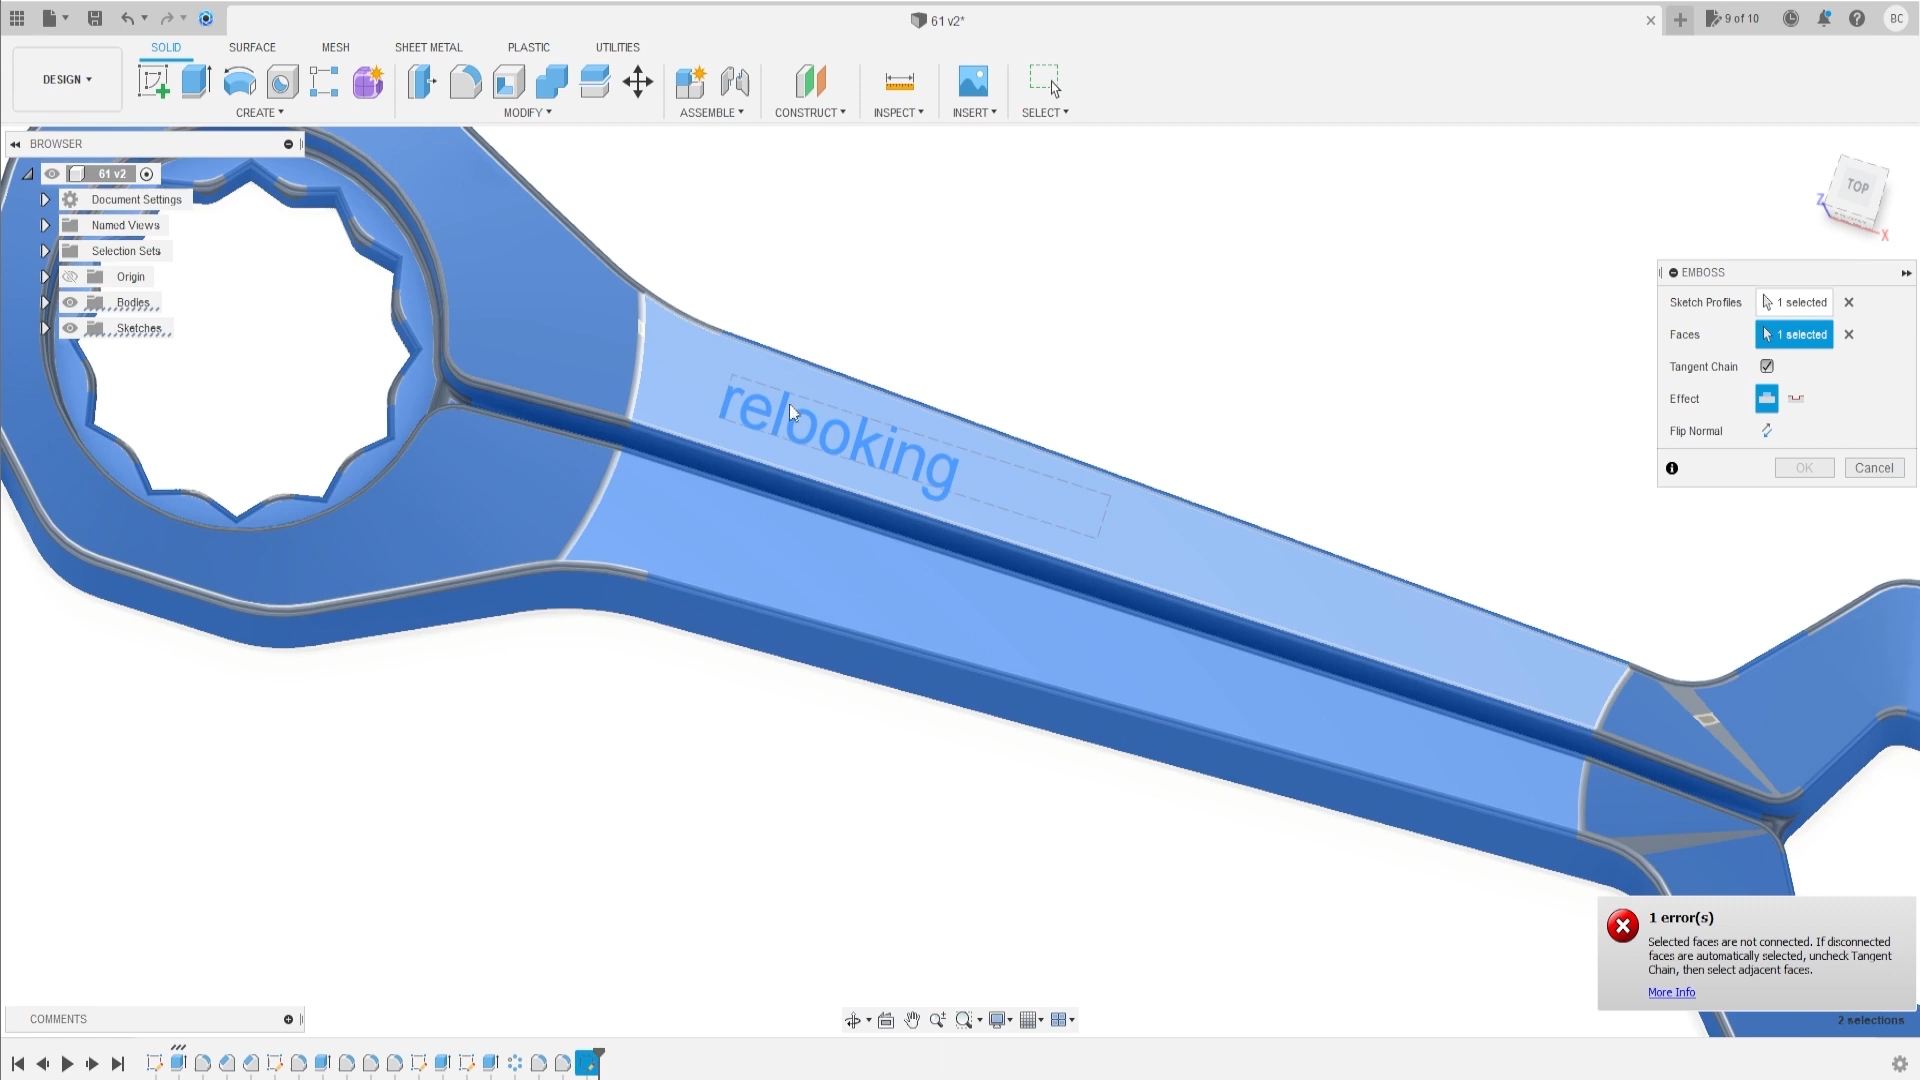 61 v2*
9 of 10
BC
DESIGN
SOLID
SURFACE
MESH
SHEET METAL
PLASTIC
UTILITIES
CREATE
MODIFY
ASSEMBLE
CONSTRUCT
INSPECT
INSERT
SELECT
BROWSER
61 v2
Document Settings
Named Views
Selection Sets
Origin
Bodies
Sketches
TOP
Z
X
relooking
EMBOSS
Sketch Profiles
1 selected
Faces
1 selected
Tangent Chain
Effect
Flip Normal
OK
Cancel
1 error(s)
Selected faces are not connected. If disconnected
faces are automatically selected, uncheck Tangent
Chain, then select adjacent faces.
More Info
2 selections
COMMENTS